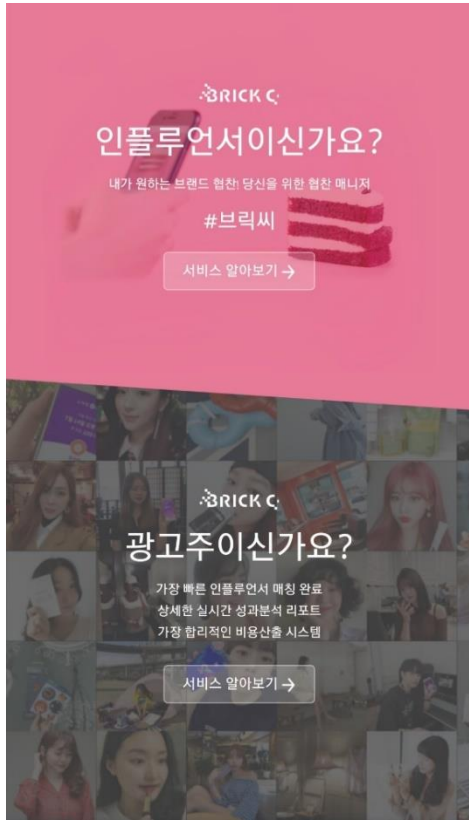 BRICK C
인플루언서이신가요?
내가 원하는 브랜드 협찬! 당신을 위한 협찬 매니저
#브릭씨
서비스 알아보기 →
BRICK C
광고주이신가요?
가장 빠른 인플루언서 매칭 완료
상세한 실시간 성과분석 리포트
가장 합리적인 비용산출 시스템
서비스 알아보기 →